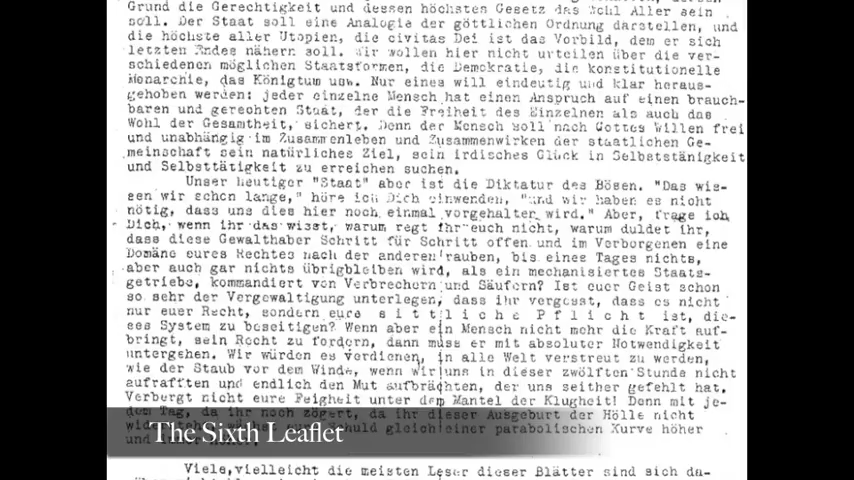 Grund die Gerechtigkeit und dessen höchstes Gesetz das Wohl Aller sein
soll. Der Staat soll eine Analogie der göttlichen Ordnung darstellen, und
die höchste aller Utopien, die civitas Dei ist das Vorbild, dem er sich
letzten Endes nähern soll. Wir wollen hier nicht urteilen über die ver-
schiedenen möglichen Staatsformen, die Demokratie, die konstitutionelle
Monarchie, das Königtum usw. Nur eines will eindeutig und klar heraus-
gehoben werden: jeder einzelne Mensch hat einen Anspruch auf einen brauch-
baren und gerechten Staat, der die Freiheit des Einzelnen als auch das
Wohl der Gesamtheit, sichert. Denn der Mensch soll nach Gottes Willen frei
und unabhängig im Zusammenleben und Zusammenwirken der staatlichen Ge-
meinschaft sein natürliches Ziel, sein irdisches Glück in Selbstständigkeit
und Selbsttätigkeit zu erreichen suchen.
Unser heutiger "Staat" aber ist die Diktatur des Bösen. "Das wis-
sen wir schon lange," höre ich Dich einwenden, "und wir haben es nicht
nötig, dass uns dies hier noch einmal vorgehalten wird." Aber, frage ich
Dich, wenn ihr das wisst, warum regt ihr euch nicht, warum duldet ihr,
dass diese Gewalthaber Schritt für Schritt offen und im Verborgenen eine
Domäne eures Rechtes nach der anderen rauben, bis eines Tages nichts,
aber auch gar nichts übrigbleiben wird, als ein mechanisiertes Staats-
getriebe, kommandiert von Verbrechern und Säufern? Ist euer Geist schon
so sehr der Vergewaltigung unterlegen, dass ihr vergesst, dass es nicht
nur euer Recht, sondern eure sittliche Pflicht ist, die-
ses System zu beseitigen? Wenn aber ein Mensch nicht mehr die Kraft auf-
bringt, sein Recht zu fordern, dann muss er mit absoluter Notwendigkeit
untergehen. Wir würden es verdienen, in alle Welt verstreut zu werden,
wie der Staub vor dem Winde, wenn wir uns in dieser zwölften Stunde nicht
aufrafften und endlich den Mut aufbrächten, der uns seither gefehlt hat.
Verbergt nicht eure Feigheit unter dem Mantel der Klugheit! Denn mit je-
dem Tag, da ihr noch zögert, da ihr dieser Ausgeburt der Hölle nicht
Schuld gleich einer parabolischen Kurve höher
und
The Sixth Leaflet
Viele, vielleicht die meisten Leser dieser Blätter sind sich da-